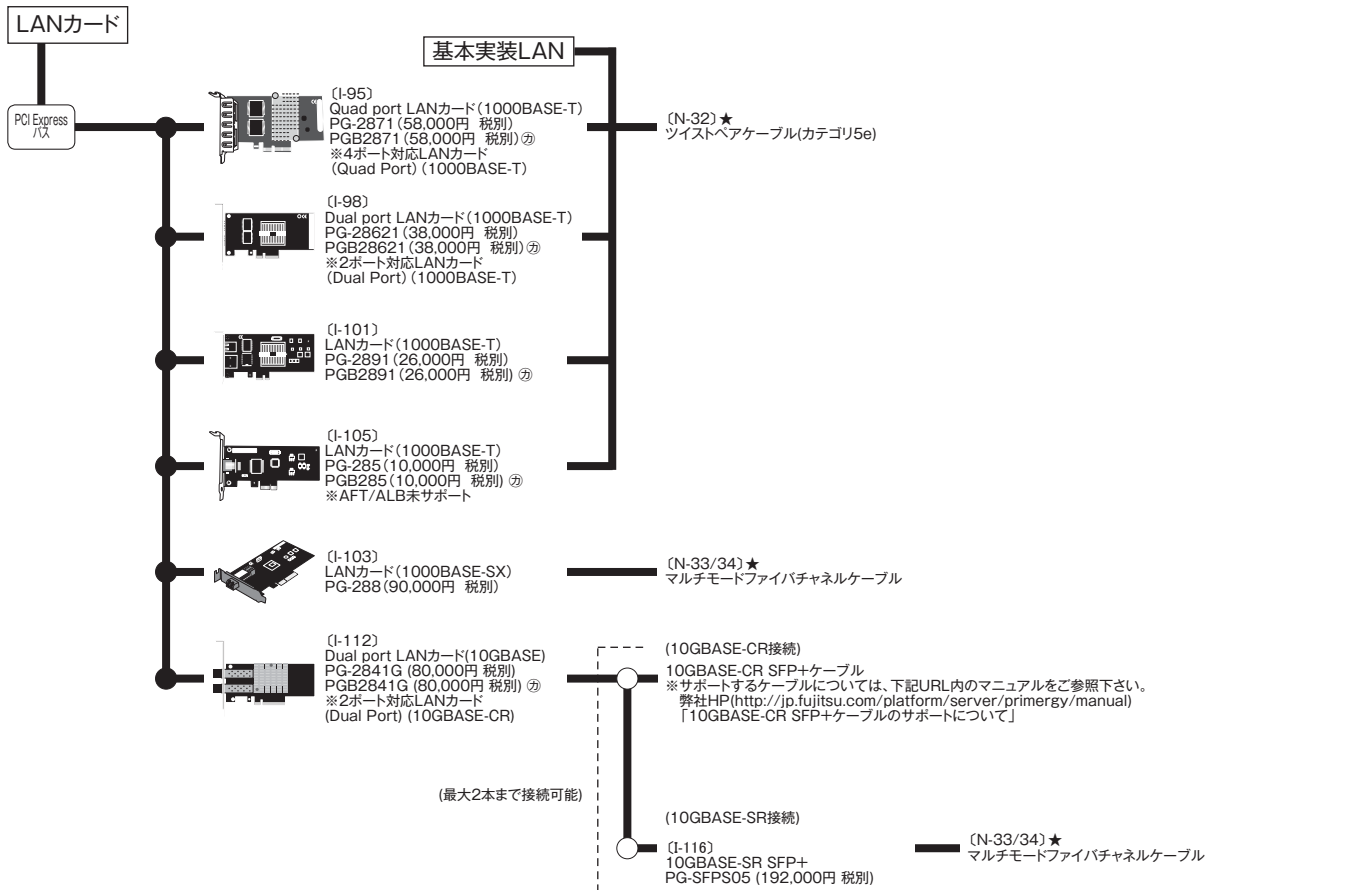 LANカード
基本実装LAN
PCI Express
バス
〔I-95〕
Quad port LANカード(1000BASE-T)
PG-2871(58,000円 税別)
PGB2871(58,000円 税別)㋕
※4ポート対応LANカード
(Quad Port)(1000BASE-T)
〔N-32〕★
ツイストペアケーブル(カテゴリ5e)
〔I-98〕
Dual port LANカード(1000BASE-T)
PG-28621(38,000円 税別)
PGB28621(38,000円 税別)㋕
※2ポート対応LANカード
(Dual Port)(1000BASE-T)
〔I-101〕
LANカード(1000BASE-T)
PG-2891(26,000円 税別)
PGB2891(26,000円 税別) ㋕
〔I-105〕
LANカード(1000BASE-T)
PG-285(10,000円 税別)
PGB285(10,000円 税別) ㋕
※AFT/ALB未サポート
〔I-103〕
LANカード(1000BASE-SX)
PG-288(90,000円 税別)
〔N-33/34〕★
マルチモードファイバチャネルケーブル
〔I-112〕
Dual port LANカード(10GBASE)
PG-2841G (80,000円 税別)
PGB2841G (80,000円 税別) ㋕
※2ポート対応LANカード
(Dual Port) (10GBASE-CR)
(10GBASE-CR接続)
10GBASE-CR SFP+ケーブル
※サポートするケーブルについては、下記URL内のマニュアルをご参照下さい。
弊社HP(http://jp.fujitsu.com/platform/server/primergy/manual)
「10GBASE-CR SFP+ケーブルのサポートについて」
(最大2本まで接続可能)
(10GBASE-SR接続)
〔I-116〕
10GBASE-SR SFP+
PG-SFPS05 (192,000円 税別)
〔N-33/34〕★
マルチモードファイバチャネルケーブル